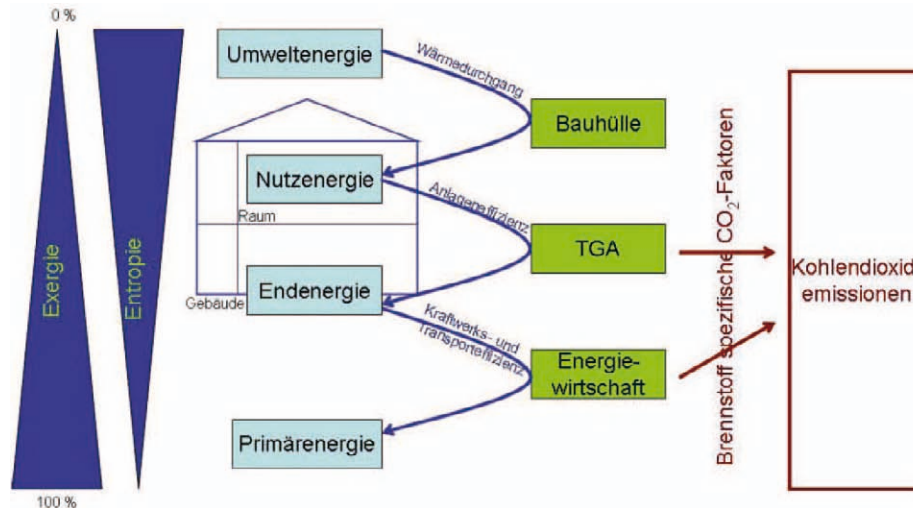 0 %
Exergie
100 %
Entropie
Umweltenergie
Wärmedurchgang
Bauhülle
Nutzenergie
Raum
Anlageneffizienz
TGA
Gebäude
Endenergie
Kraftwerks- und
Transporteffizienz
Energie-
wirtschaft
Primärenergie
Brennstoff spezifische CO₂-Faktoren
Kohlendioxid
emissionen